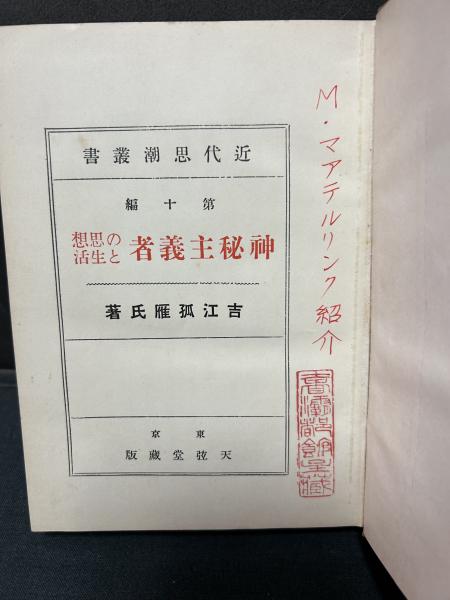 近代思潮叢書
第十編
神秘主義者の思想と生活
吉江孤雁氏著
東京
天弦堂蔵版
M・マアテルリンク紹介